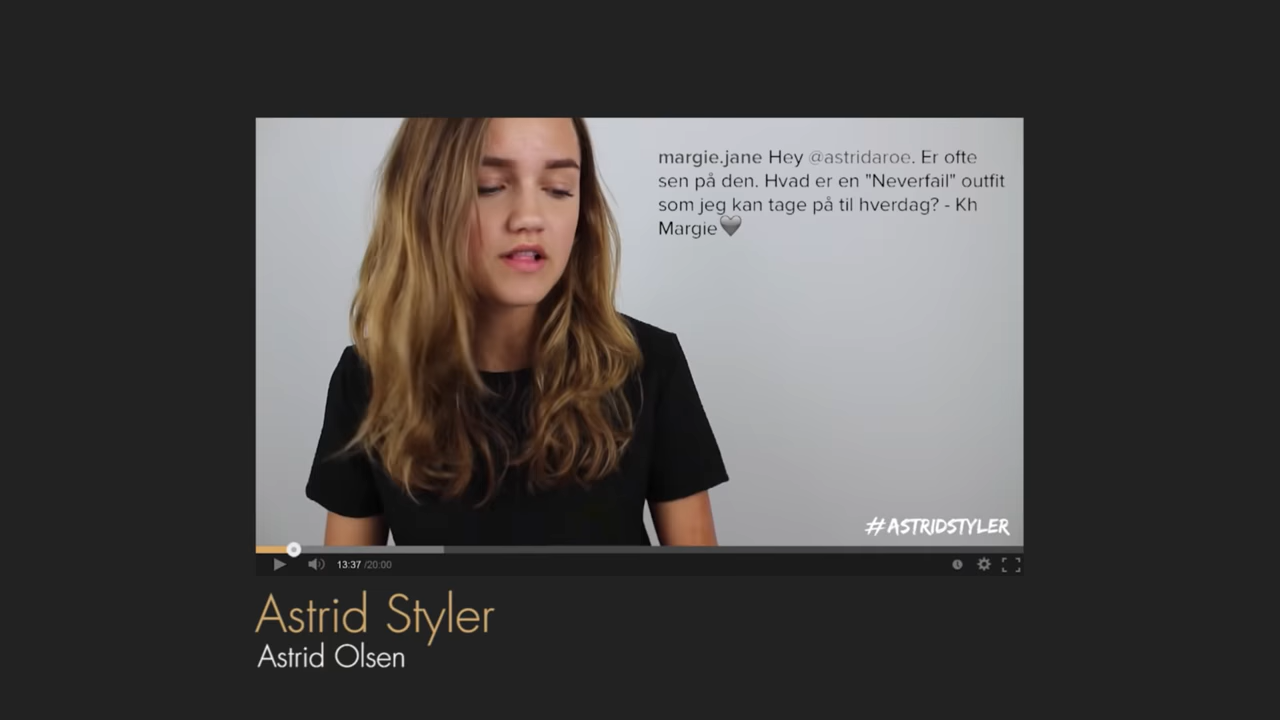 margie.jane Hey @astridaroe. Er ofte
sen på den. Hvad er en "Neverfail" outfit
som jeg kan tage på til hverdag? - Kh
Margie🖤
#ASTRIDSTYLER
13:37 /20:00
Astrid Styler
Astrid Olsen